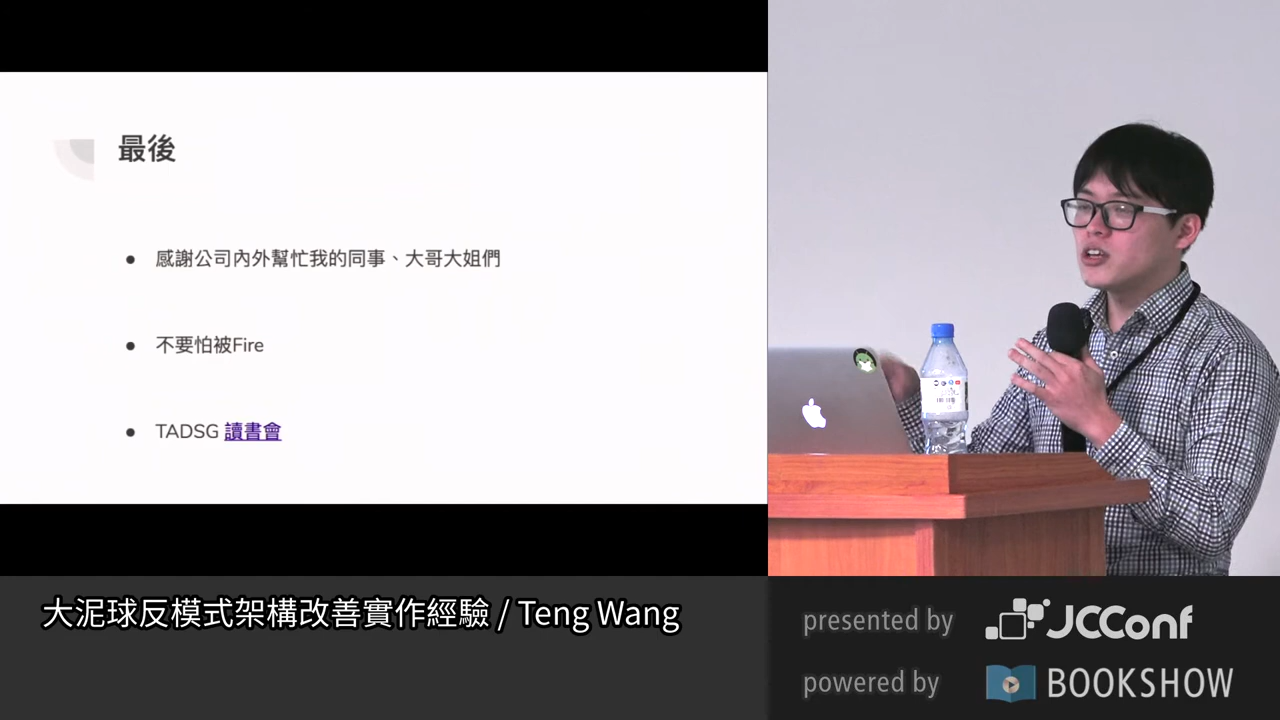 最後
感謝公司內外幫忙我的同事、大哥大姐們
不要怕被Fire
TADSG 讀書會
大泥球反模式架構改善實作經驗 / Teng Wang
presented by JCConf
powered by BOOKSHOW